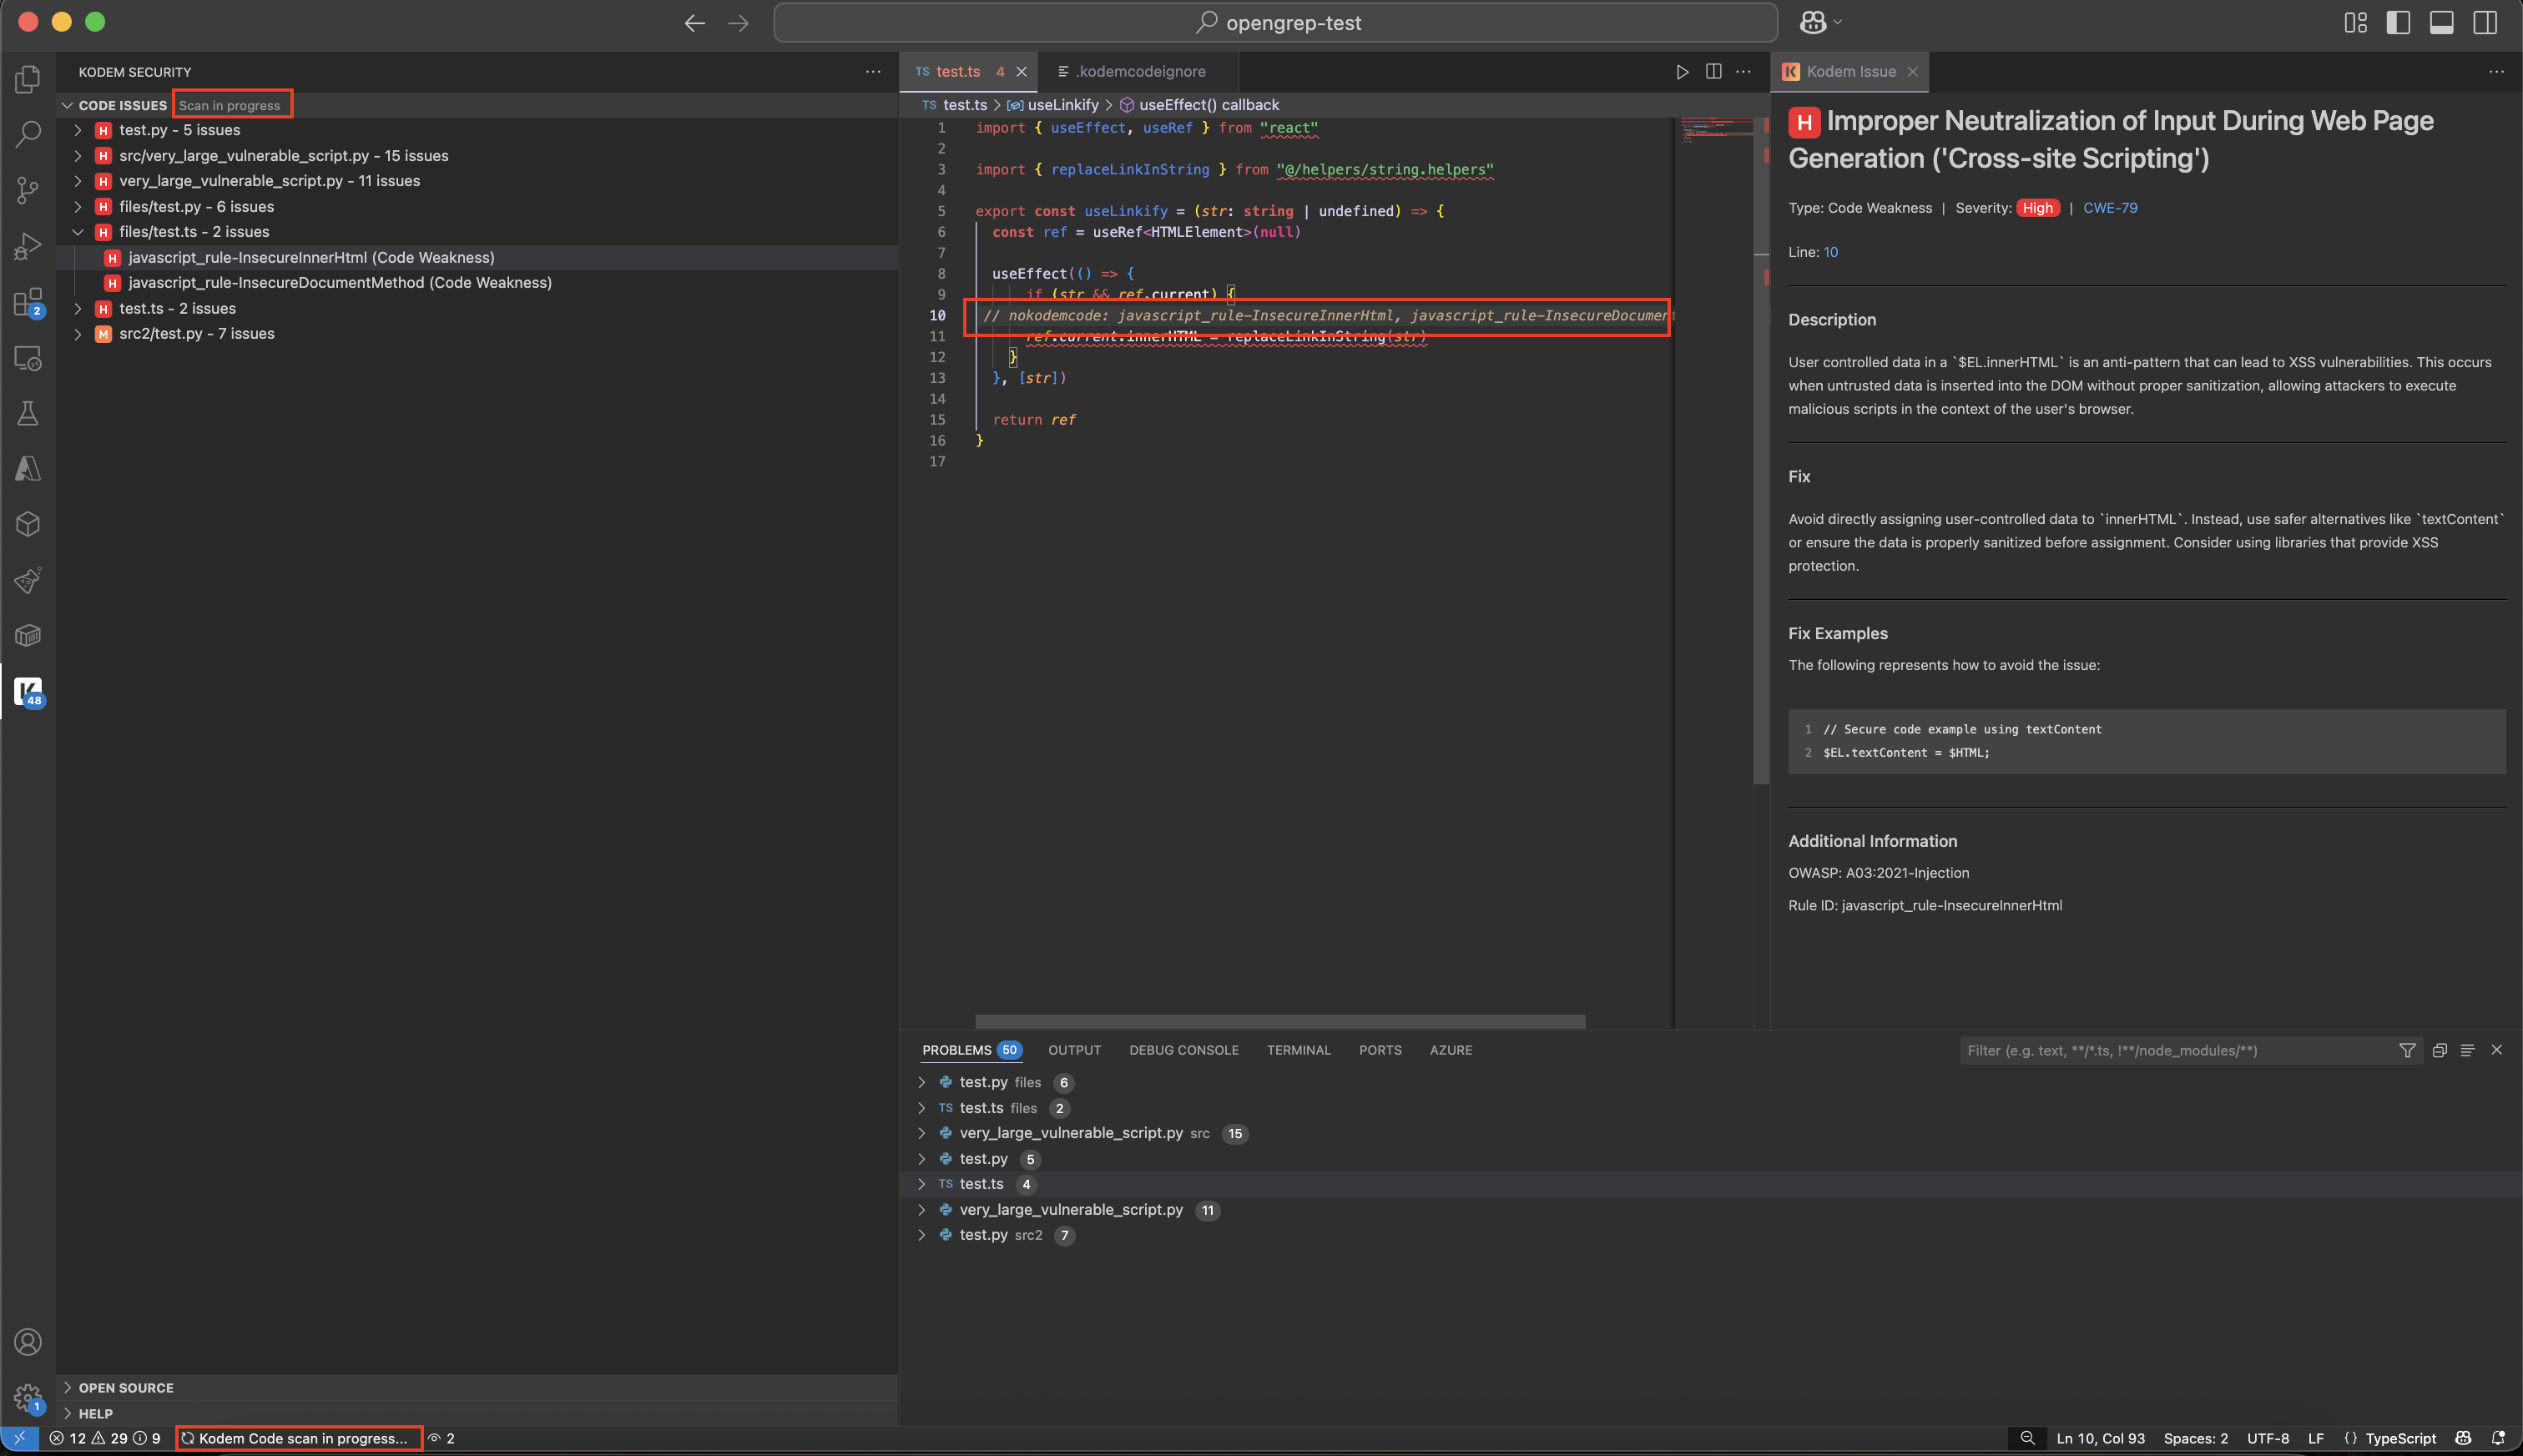 opengrep-test
KODEM SECURITY
CODE ISSUES Scan in progress
H test.py - 5 issues
H src/very_large_vulnerable_script.py - 15 issues
H very_large_vulnerable_script.py - 11 issues
H files/test.py - 6 issues
H files/test.ts - 2 issues
H javascript_rule-InsecureInnerHtml (Code Weakness)
H javascript_rule-InsecureDocumentMethod (Code Weakness)
H test.ts - 2 issues
M src2/test.py - 7 issues
2
48
1
OPEN SOURCE
HELP
TS test.ts 4
.kodemcodeignore
TS test.ts > useLinkify > useEffect() callback
1 import { useEffect, useRef } from "react"
2
3 import { replaceLinkInString } from "@/helpers/string.helpers"
4
5 export const useLinkify = (str: string | undefined) => {
6 const ref = useRef<HTMLElement>(null)
7
8 useEffect(() => {
9 if (str && ref.current) {
10 // nokodemcode: javascript_rule-InsecureInnerHtml, javascript_rule-InsecureDocument
11 ref.current.innerHTML = replaceLinkInString(str)
12 }
13 }, [str])
14
15 return ref
16 }
17
K Kodem Issue
H Improper Neutralization of Input During Web Page
Generation ('Cross-site Scripting')
Type: Code Weakness | Severity: High | CWE-79
Line: 10
Description
User controlled data in a `$EL.innerHTML` is an anti-pattern that can lead to XSS vulnerabilities. This occurs
when untrusted data is inserted into the DOM without proper sanitization, allowing attackers to execute
malicious scripts in the context of the user's browser.
Fix
Avoid directly assigning user-controlled data to `innerHTML`. Instead, use safer alternatives like `textContent`
or ensure the data is properly sanitized before assignment. Consider using libraries that provide XSS
protection.
Fix Examples
The following represents how to avoid the issue:
1 // Secure code example using textContent
2 $EL.textContent = $HTML;
Additional Information
OWASP: A03:2021-Injection
Rule ID: javascript_rule-InsecureInnerHtml
PROBLEMS 50 OUTPUT DEBUG CONSOLE TERMINAL PORTS AZURE
Filter (e.g. text, **/*.ts, !**/node_modules/**)
test.py files 6
TS test.ts files 2
very_large_vulnerable_script.py src 15
test.py 5
TS test.ts 4
very_large_vulnerable_script.py 11
test.py src2 7
12 29 9 Kodem Code scan in progress... 2
Ln 10, Col 93 Spaces: 2 UTF-8 LF {} TypeScript